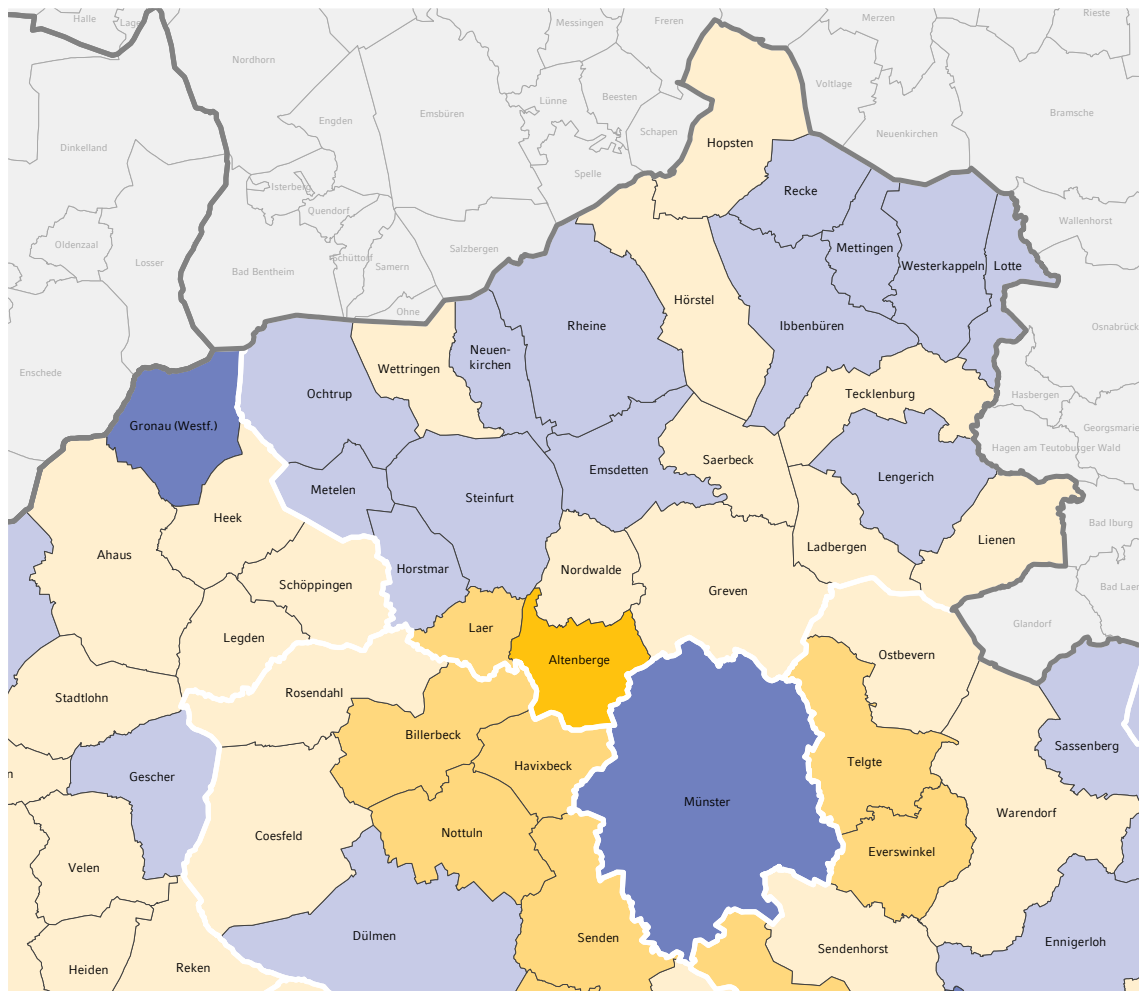 Halle
Lage
Messingen
Freren
Merzen
Rieste
Nordhorn
Voltlage
Emsbüren
Lünne
Beesten
Bramsche
Engden
Schapen
Neuenkirchen
Dinkelland
Hopsten
Spelle
Isterberg
Recke
Quendorf
Wallenhorst
Oldenzaal
Losser
Salzbergen
Mettingen
Bad Bentheim
Schüttorf
Samern
Westerkappeln
Lotte
Hörstel
Ohne
Rheine
Ibbenbüren
Osnabrück
Neuen-
kirchen
Enschede
Wettringen
Ochtrup
Tecklenburg
Hasbergen
Gronau (Westf.)
Georgsmarie
Hagen am Teutoburger Wald
Saerbeck
Emsdetten
Lengerich
Metelen
Steinfurt
Heek
Bad Iburg
Lienen
Ahaus
Ladbergen
Horstmar
Nordwalde
Schöppingen
Bad Laer
Greven
Glandorf
Laer
Legden
Ostbevern
Altenberge
Rosendahl
Stadtlohn
Billerbeck
Sassenberg
Telgte
Havixbeck
n
Gescher
Münster
Warendorf
Nottuln
Coesfeld
Everswinkel
Velen
Dülmen
Senden
Ennigerloh
Sendenhorst
Heiden
Reken